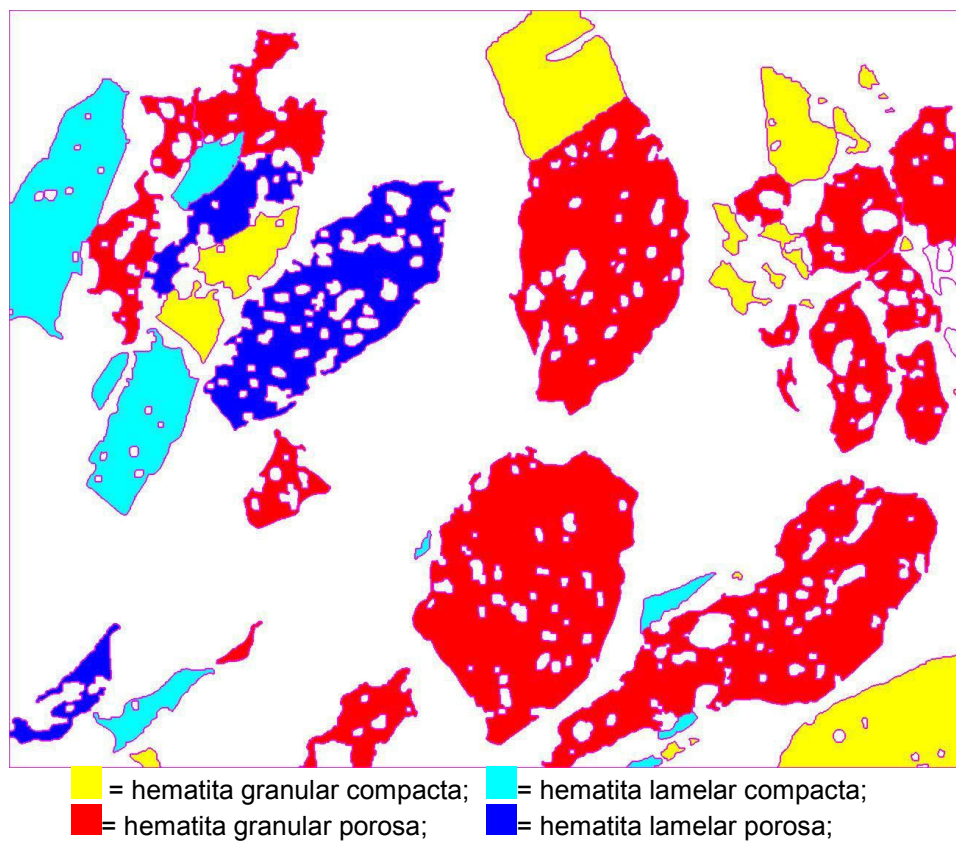 = hematita granular compacta; = hematita lamelar compacta;
= hematita granular porosa; = hematita lamelar porosa;